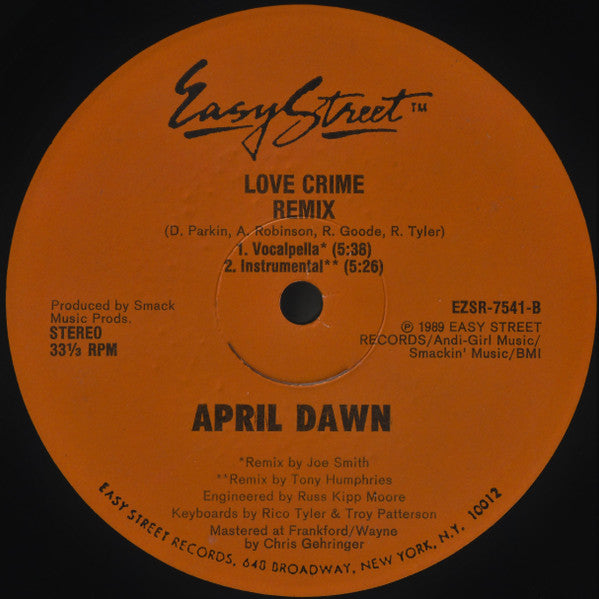 Easy Street™
LOVE CRIME
REMIX
(D. Parkin, A. Robinson, R. Goode, R. Tyler)
1. Vocalpella* (5:38)
2. Instrumental** (5:26)
Produced by Smack
Music Prods.
STEREO
33⅓ RPM
EZSR-7541-B
℗ 1989 EASY STREET
RECORDS/Andi-Girl Music/
Smackin' Music/BMI
APRIL DAWN
*Remix by Joe Smith
**Remix by Tony Humphries
Engineered by Russ Kipp Moore
Keyboards by Rico Tyler & Troy Patterson
Mastered at Frankford/Wayne
by Chris Gehringer
EASY STREET RECORDS, 648 BROADWAY, NEW YORK, N.Y. 10012